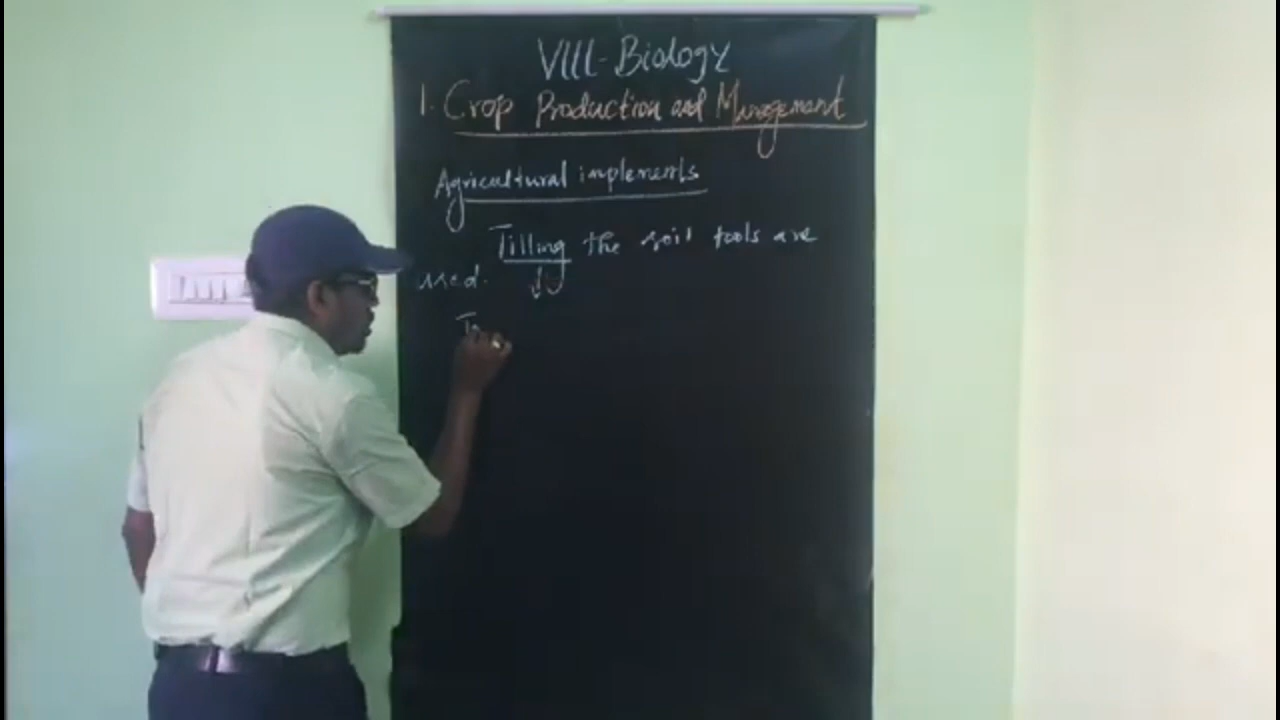 VIII-Biology
1. Crop Production and Management
Agricultural implements
Tilling the soil tools are
used.
T